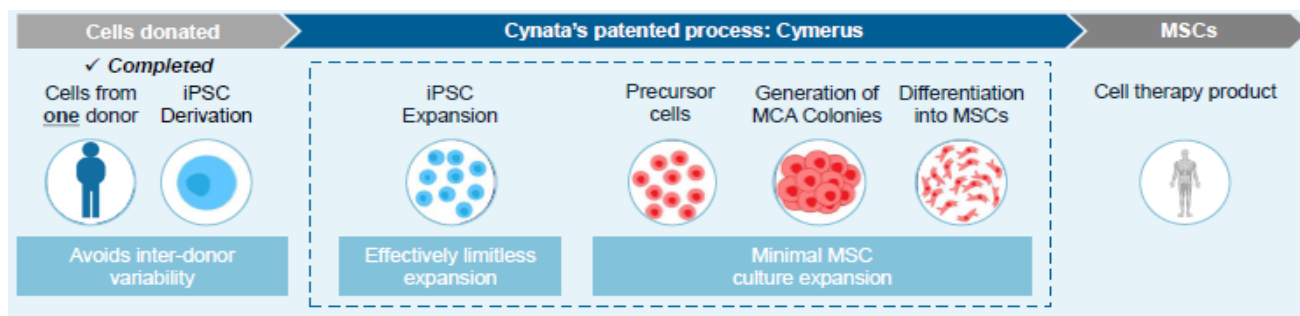 Cells donated
Cynata's patented process: Cymerus
MSCs
✓ Completed
Cells from
one donor
iPSC
Derivation
iPSC
Expansion
Precursor
cells
Generation of
MCA Colonies
Differentiation
into MSCs
Cell therapy product
Avoids inter-donor
variability
Effectively limitless
expansion
Minimal MSC
culture expansion